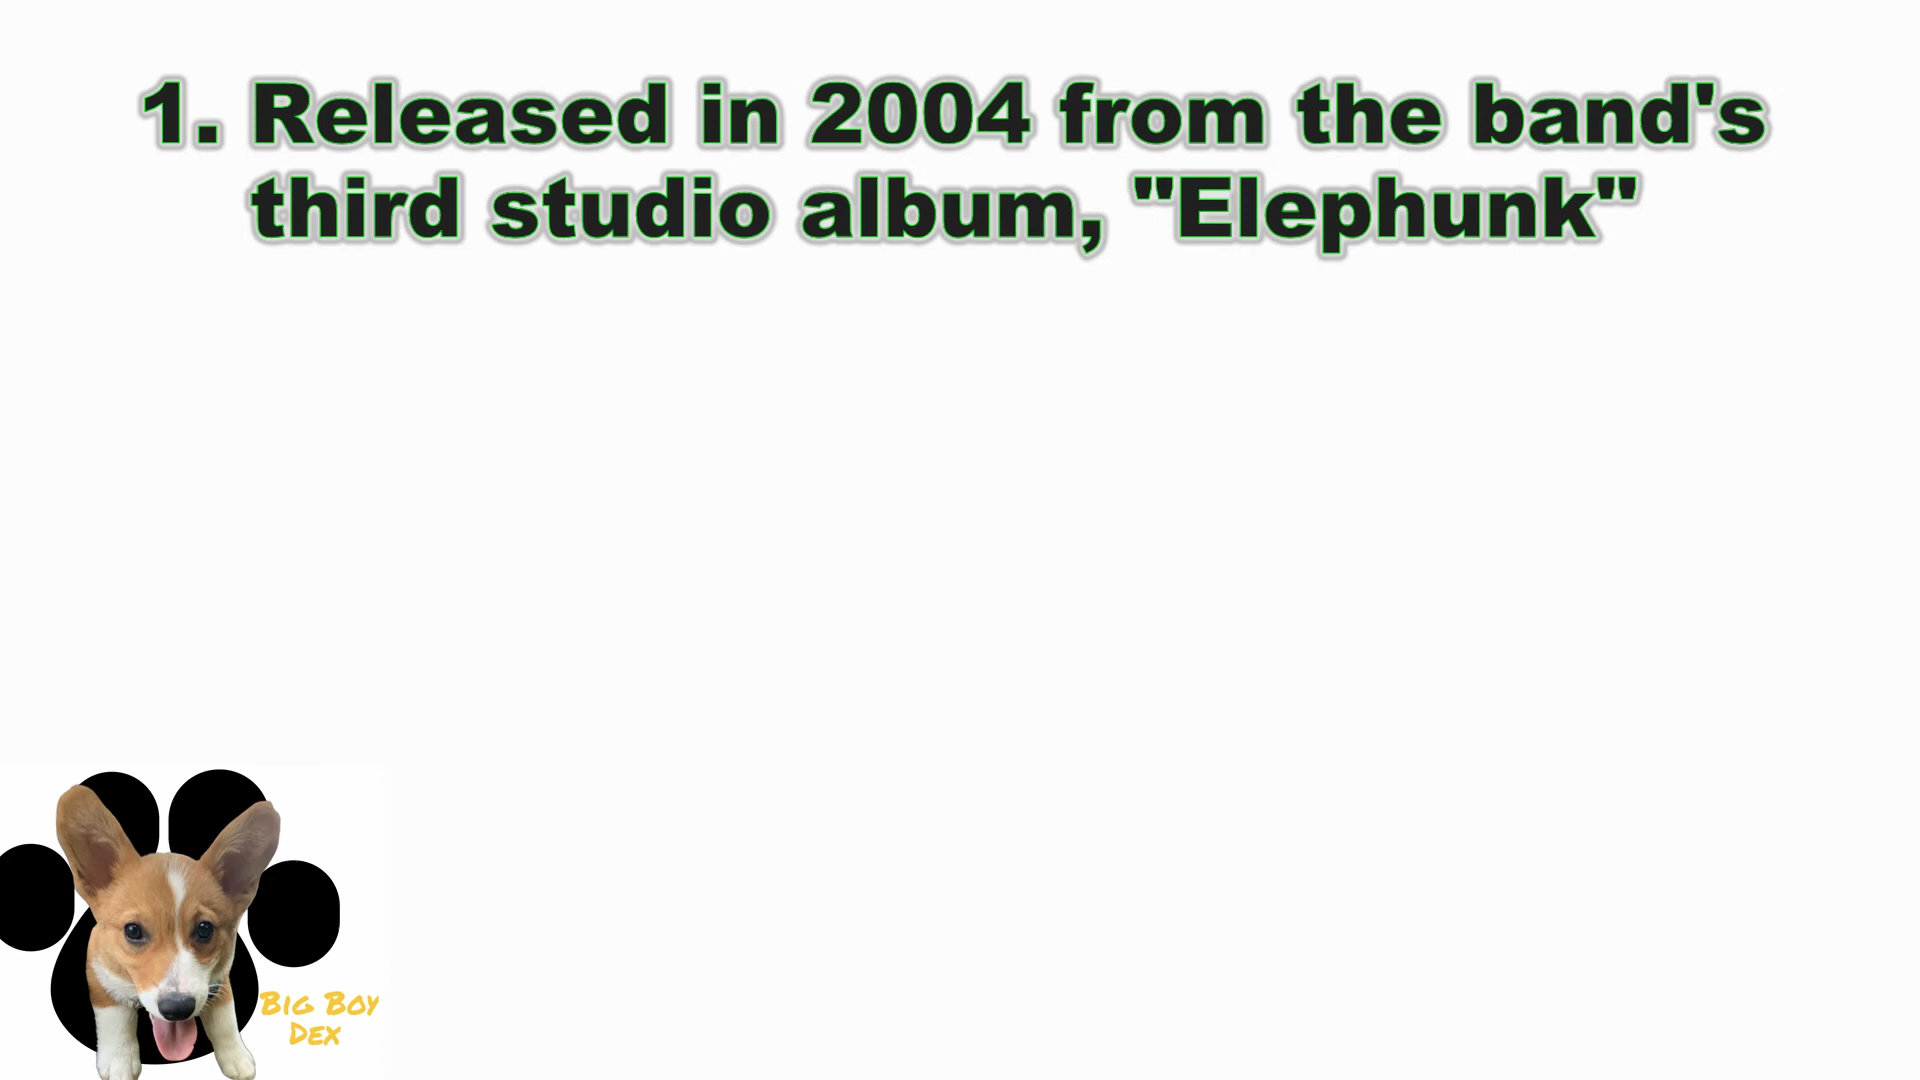 1. Released in 2004 from the band's
third studio album, "Elephunk"
BIG BOY
DEX